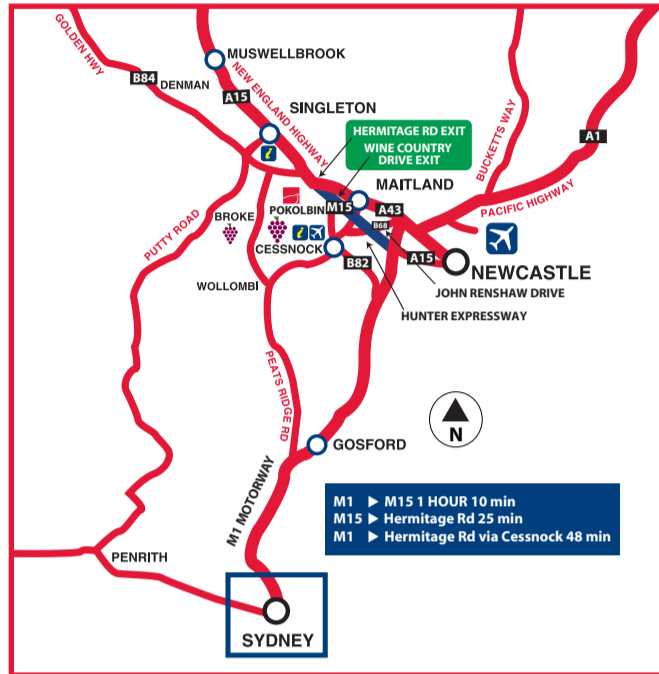 GOLDEN HWY
MUSWELLBROOK
B84
DENMAN
A15
NEW ENGLAND HIGHWAY
SINGLETON
i
HERMITAGE RD EXIT
WINE COUNTRY
DRIVE EXIT
BUCKETTS WAY
A1
MAITLAND
PACIFIC HIGHWAY
POKOLBIN
M15
A43
B68
BROKE
PUTTY ROAD
i
CESSNOCK
B82
A15
NEWCASTLE
WOLLOMBI
JOHN RENSHAW DRIVE
HUNTER EXPRESSWAY
PEATS RIDGE RD
N
GOSFORD
M1 MOTORWAY
M1 ▶ M15 1 HOUR 10 min
M15 ▶ Hermitage Rd 25 min
M1 ▶ Hermitage Rd via Cessnock 48 min
PENRITH
SYDNEY